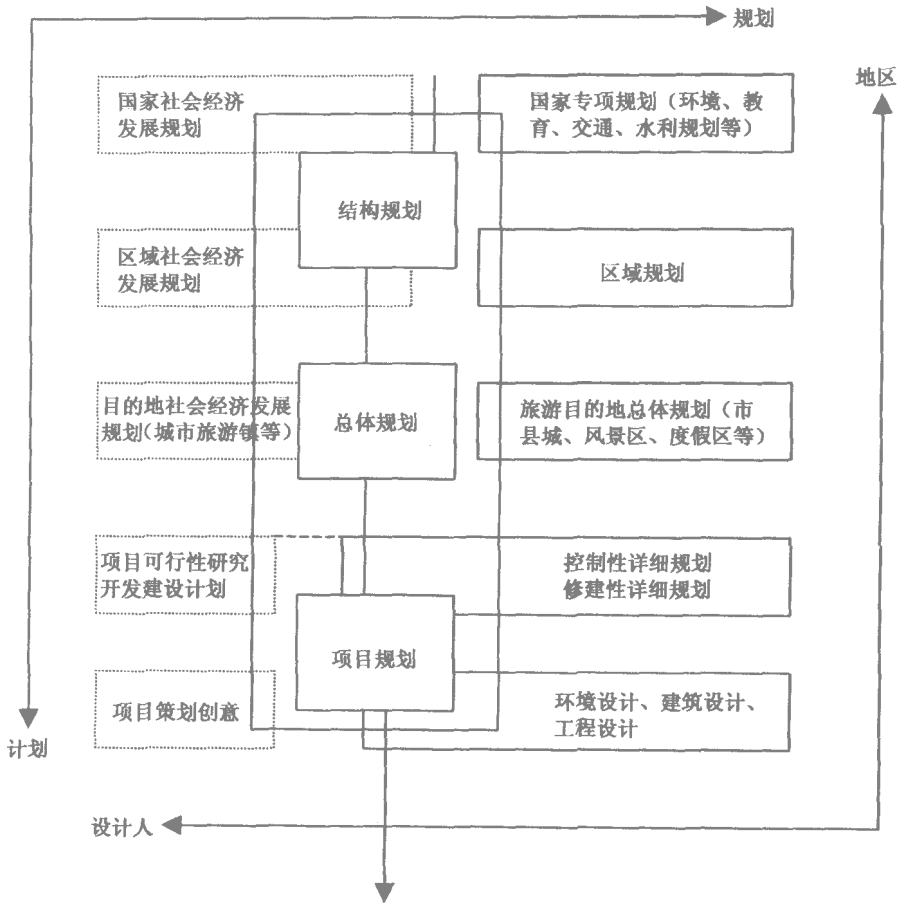 规划
地区
国家社会经济
发展规划
国家专项规划（环境、教
育、交通、水利规划等）
结构规划
区域社会经济
发展规划
区域规划
目的地社会经济发展
规划（城市旅游镇等）
总体规划
旅游目的地总体规划（市
县城、风景区、度假区等）
项目可行性研究
开发建设计划
控制性详细规划
修建性详细规划
项目规划
项目策划创意
环境设计、建筑设计、
工程设计
计划
设计人